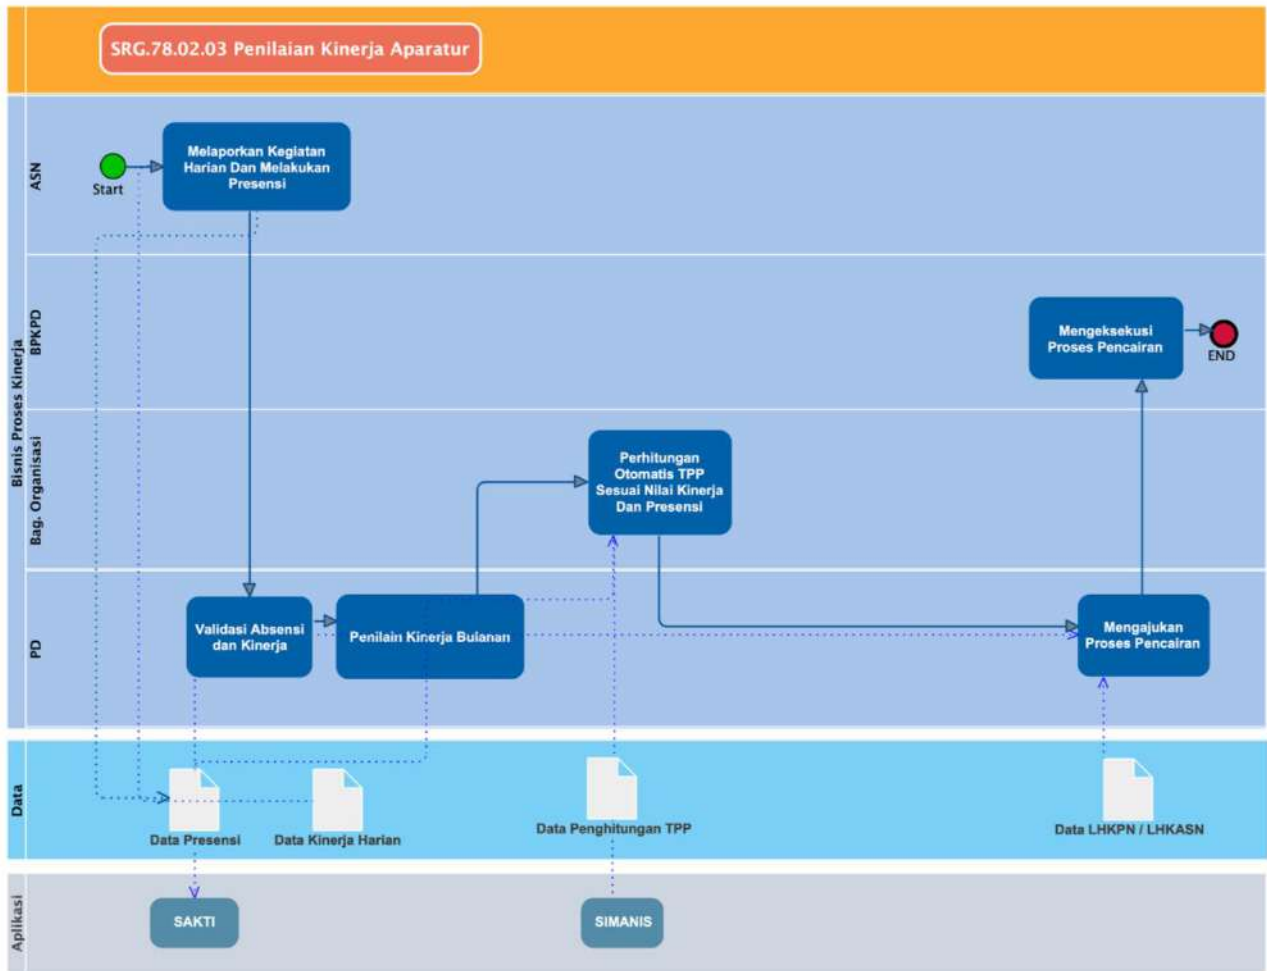 SRG.78.02.03 Penilaian Kinerja Aparatur
Bisnis Proses Kinerja
ASN
Start
Melaporkan Kegiatan
Harian Dan Melakukan
Presensi
BPKPD
Mengeksekusi
Proses Pencairan
END
Bag. Organisasi
Perhitungan
Otomatis TPP
Sesuai Nilai Kinerja
Dan Presensi
PD
Validasi Absensi
dan Kinerja
Penilain Kinerja Bulanan
Mengajukan
Proses Pencairan
Data
Data Presensi
Data Kinerja Harian
Data Penghitungan TPP
Data LHKPN / LHKASN
Aplikasi
SAKTI
SIMANIS